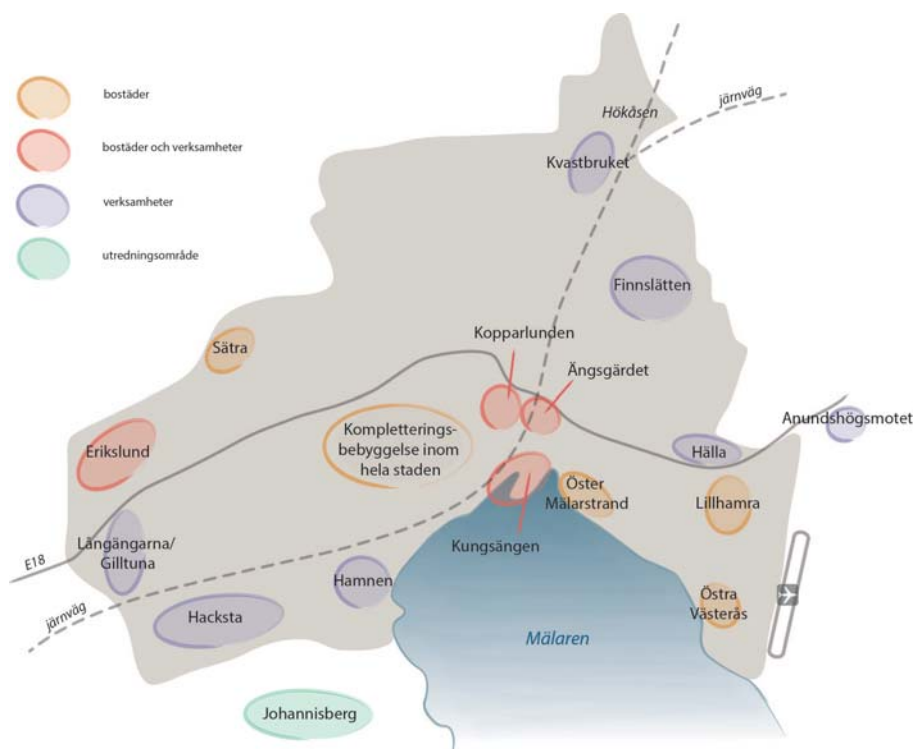 bostäder
bostäder och verksamheter
verksamheter
utredningsområde
Hökåsen
järnväg
Kvastbruket
Finnslätten
Kopparlunden
Sätra
Ängsgärdet
Anundshögsmotet
Kompletterings-
bebyggelse inom
hela staden
Erikslund
Hälla
Öster
Mälarstrand
Lillhamra
Kungsängen
Långängarna/
Gilltuna
E18
Hamnen
järnväg
Hacksta
Östra
Västerås
Mälaren
Johannisberg